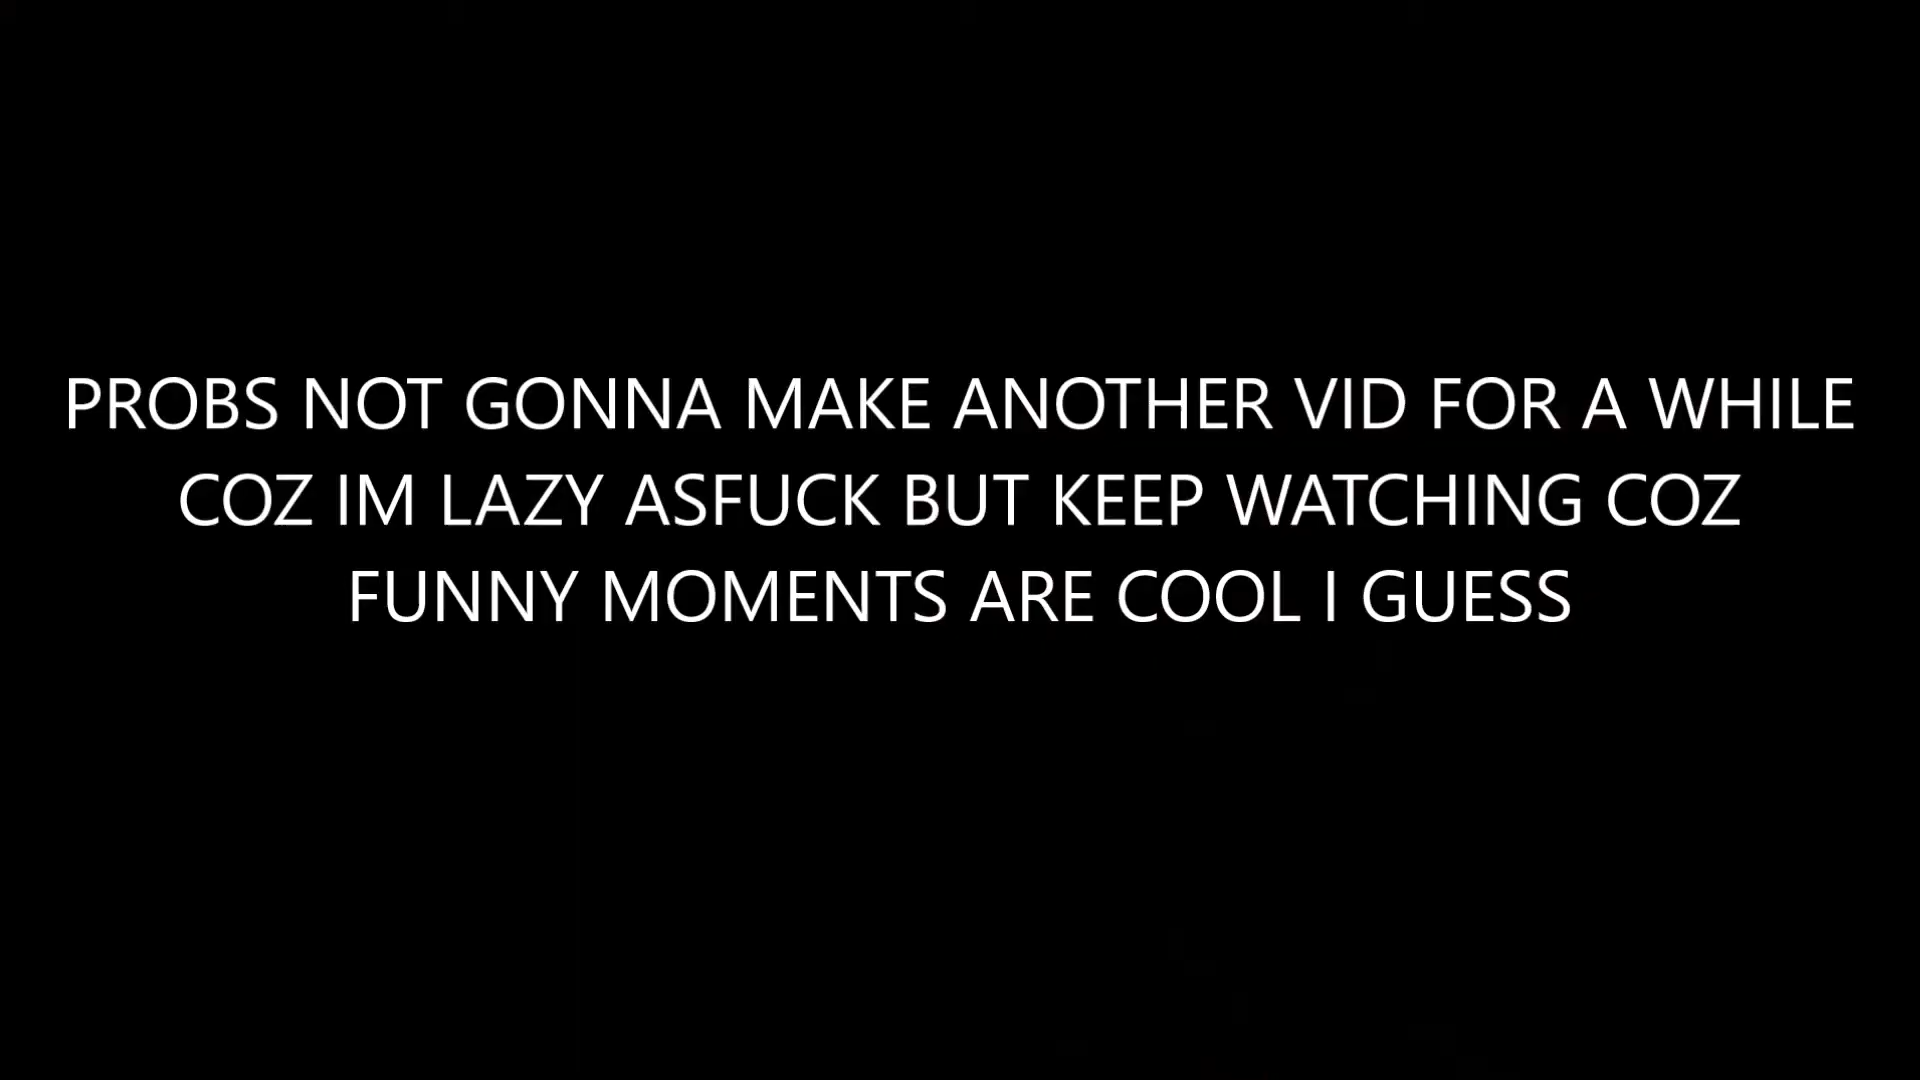 PROBS NOT GONNA MAKE ANOTHER VID FOR A WHILE
COZ IM LAZY ASFUCK BUT KEEP WATCHING COZ
FUNNY MOMENTS ARE COOL I GUESS